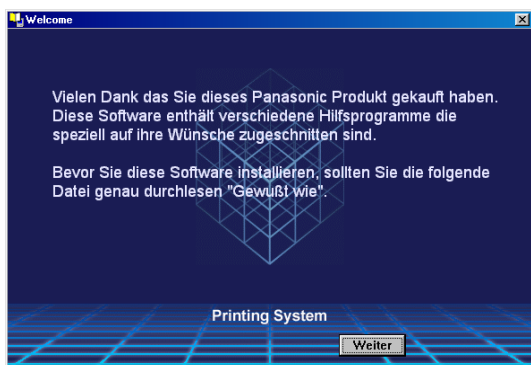 Welcome
Vielen Dank das Sie dieses Panasonic Produkt gekauft haben.
Diese Software enthält verschiedene Hilfsprogramme die
speziell auf ihre Wünsche zugeschnitten sind.
Bevor Sie diese Software installieren, sollten Sie die folgende
Datei genau durchlesen "Gewußt wie".
Printing System
Weiter